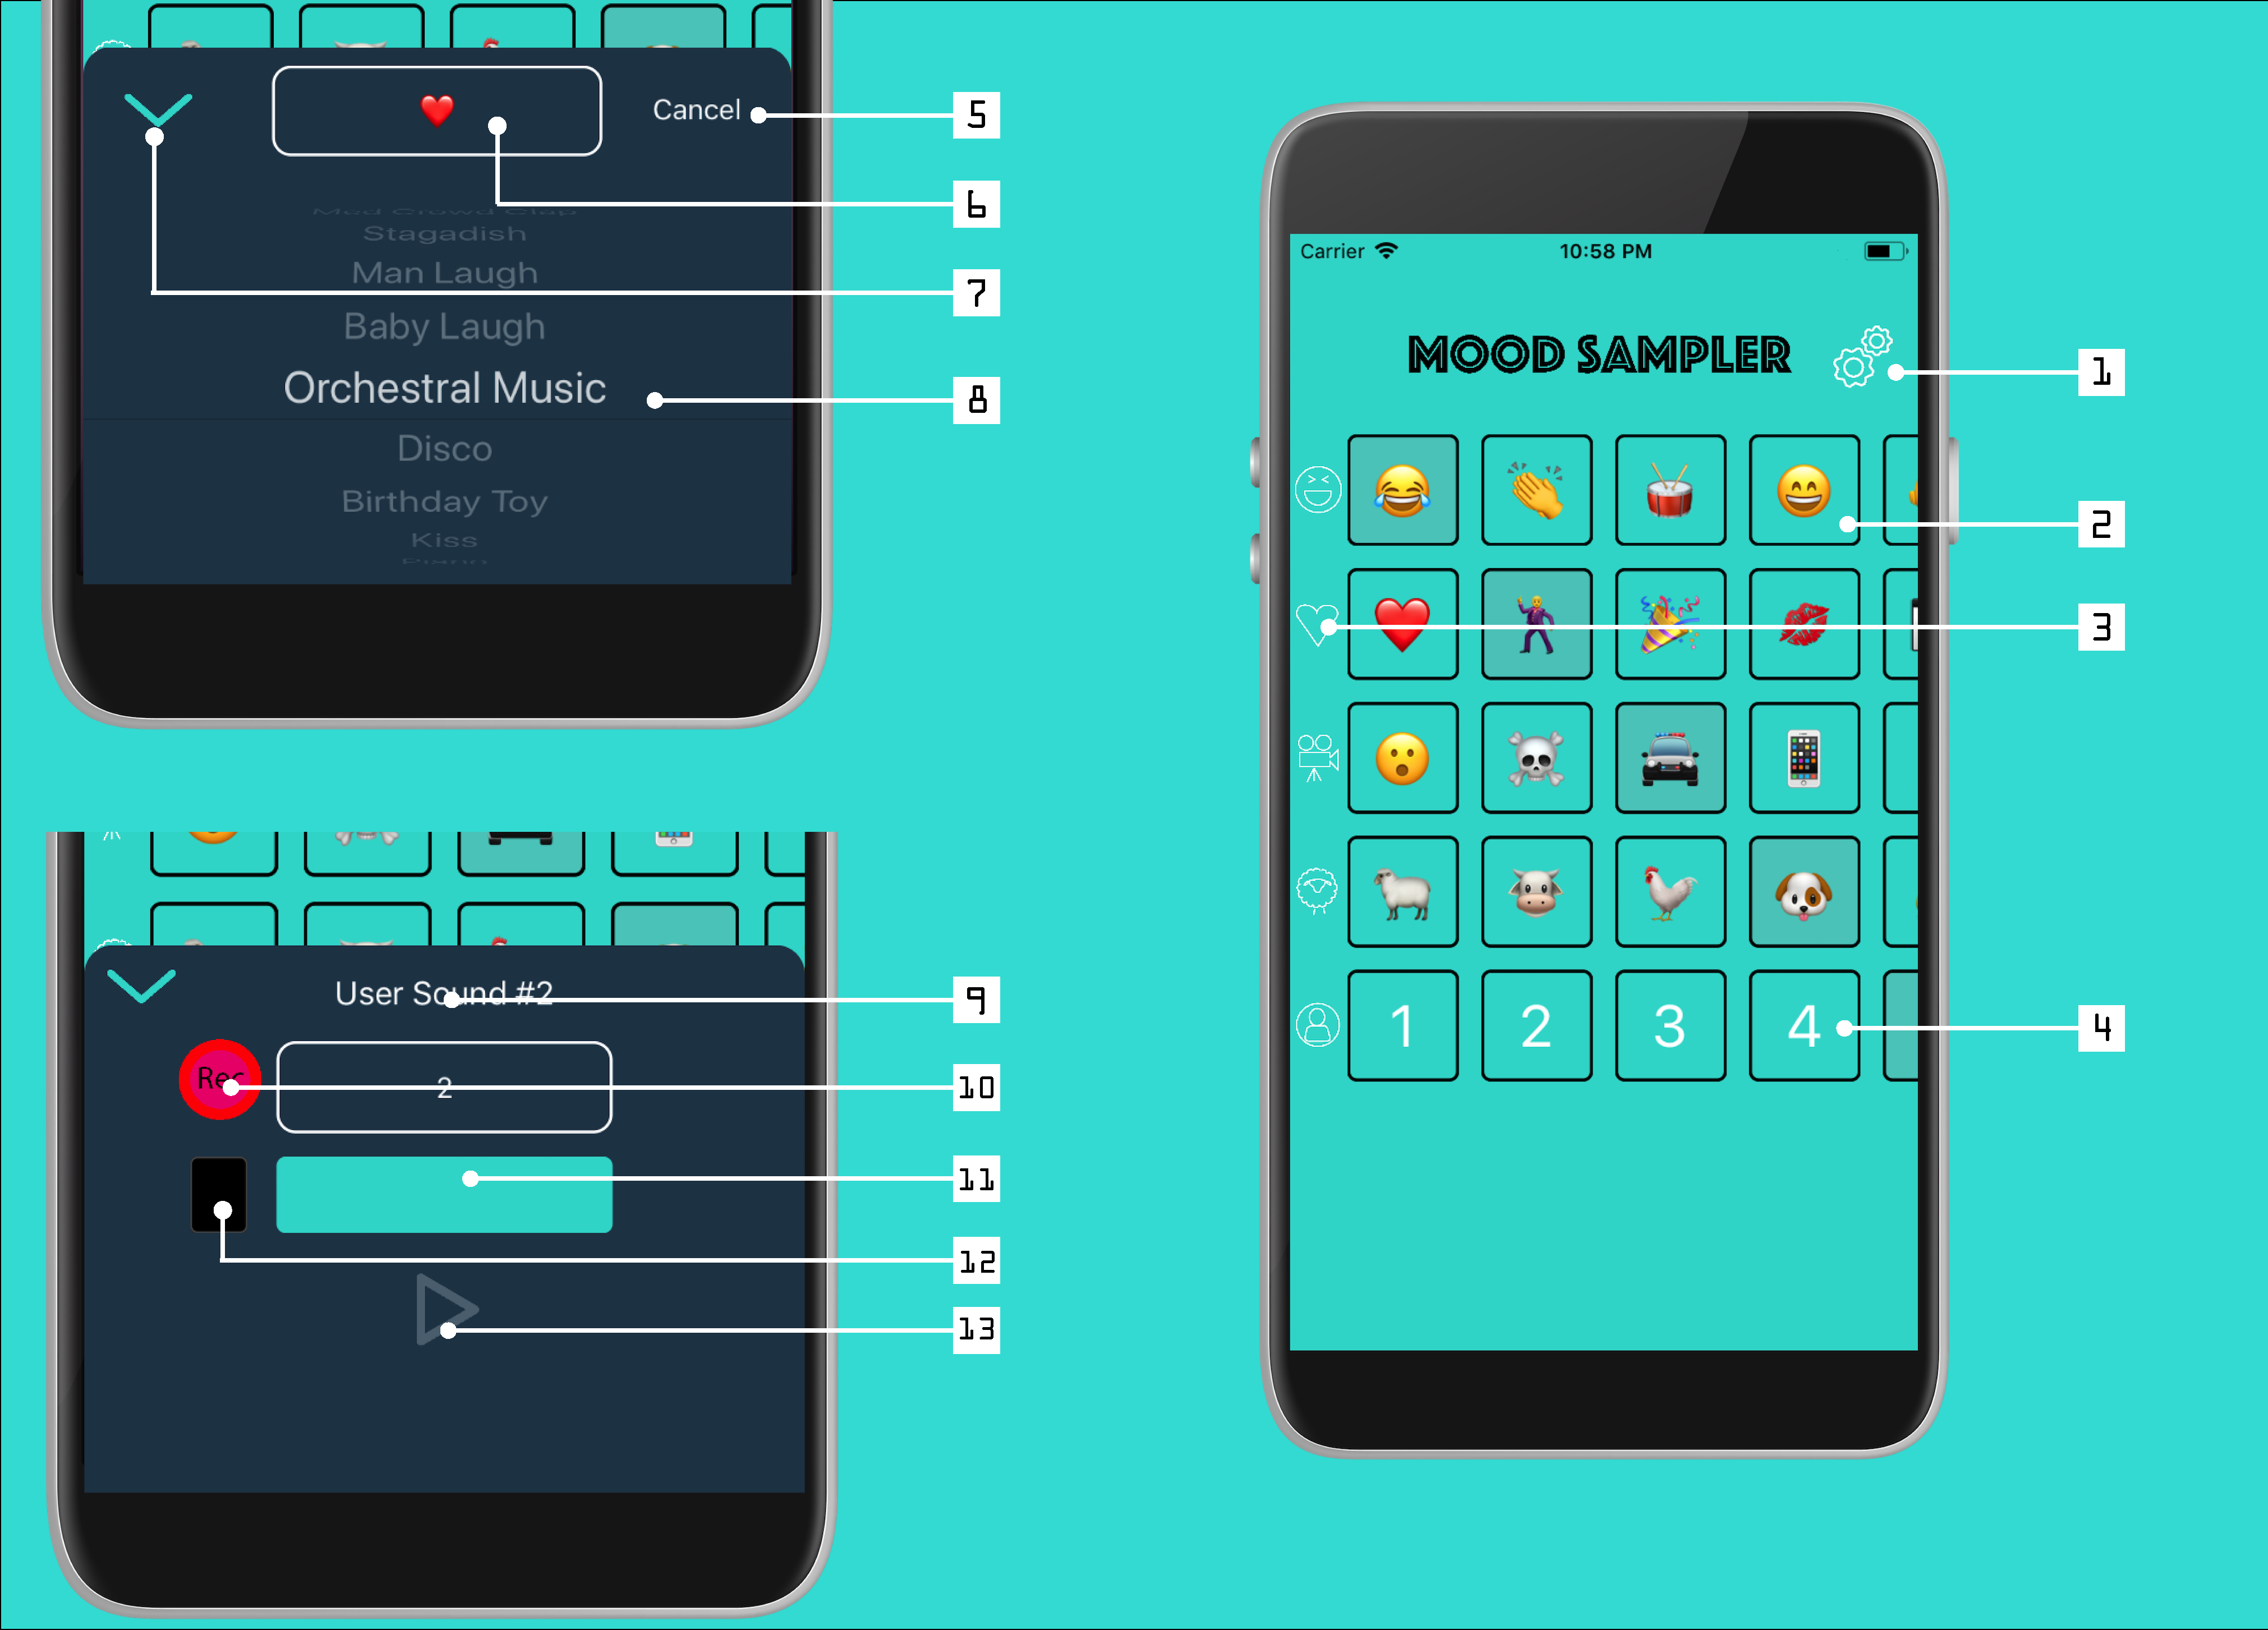 Cancel
5
6
Med Crowd Clap
Stagadish
Man Laugh
7
Baby Laugh
Orchestral Music
8
Disco
Birthday Toy
Kiss
Piano
User Sound #2
9
Rec
2
10
11
12
13
Carrier
10:58 PM
MOOD SAMPLER
1
2
3
1
2
3
4
4